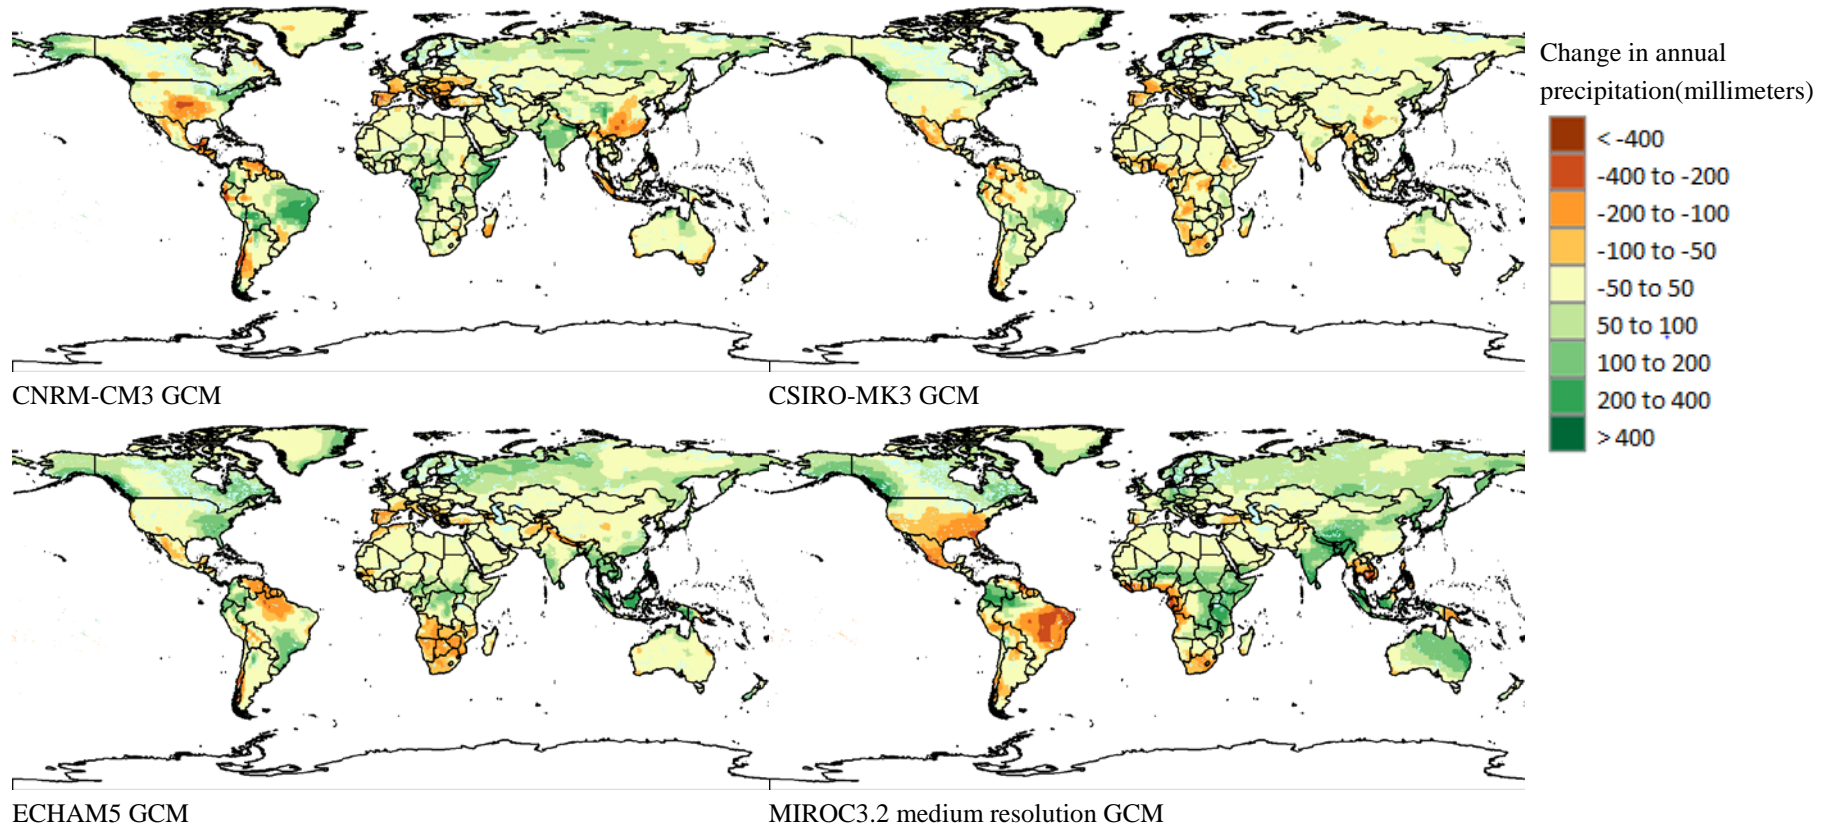 Change in annual
precipitation(millimeters)
< -400
-400 to -200
-200 to -100
-100 to -50
-50 to 50
50 to 100
100 to 200
200 to 400
> 400
CNRM-CM3 GCM
CSIRO-MK3 GCM
ECHAM5 GCM
MIROC3.2 medium resolution GCM